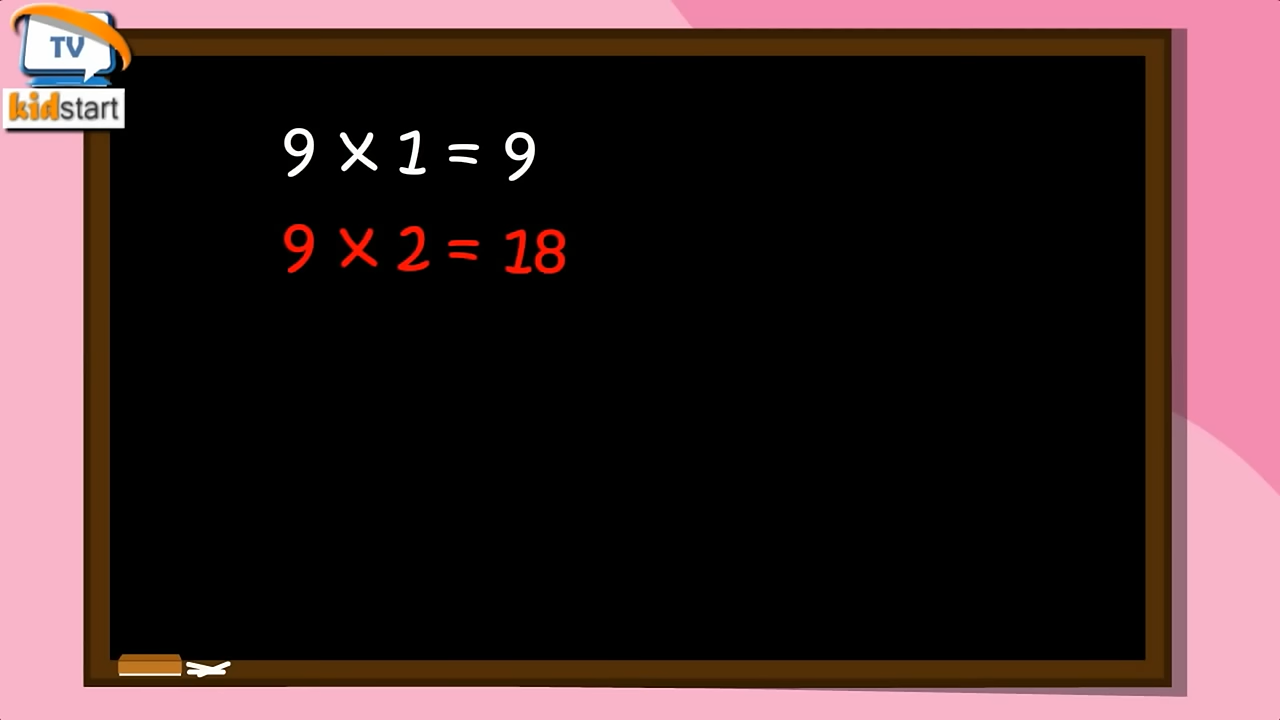 TV
kidstart
9 X 1 = 9
9 X 2 = 18